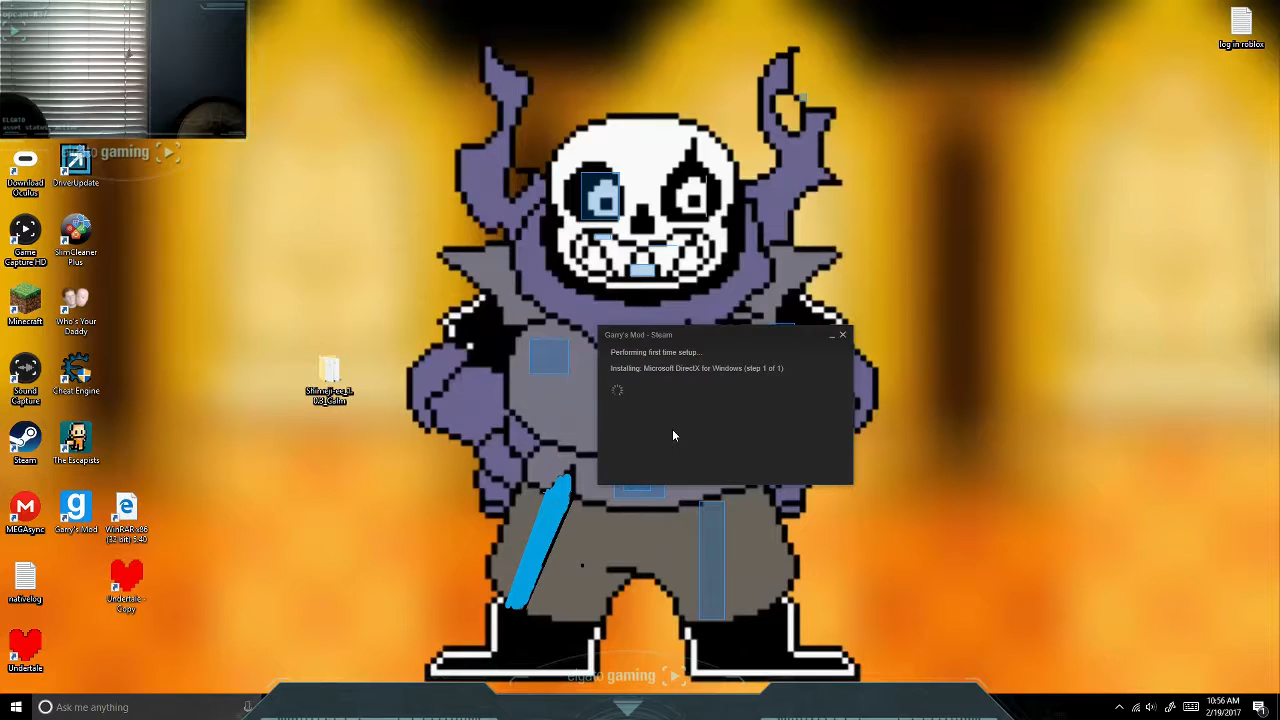 ELGATO
elgato gaming
log in roblox
Download
Oculus
DriverUpdate
Game
Capture HD
SlimCleaner
Plus
Minecraft
Who's Your
Daddy
Sound
Capture
Cheat Engine
Steam
The Escapists
MEGAsync
Garry's Mod
WinRAR x86
(32 bit) 5.40
nativelog
Undertale -
Copy
Undertale
Garry's Mod - Steam
Performing first time setup...
Installing: Microsoft DirectX for Windows (step 1 of 1)
elgato gaming
Ask me anything
10:56 AM
2/19/2017